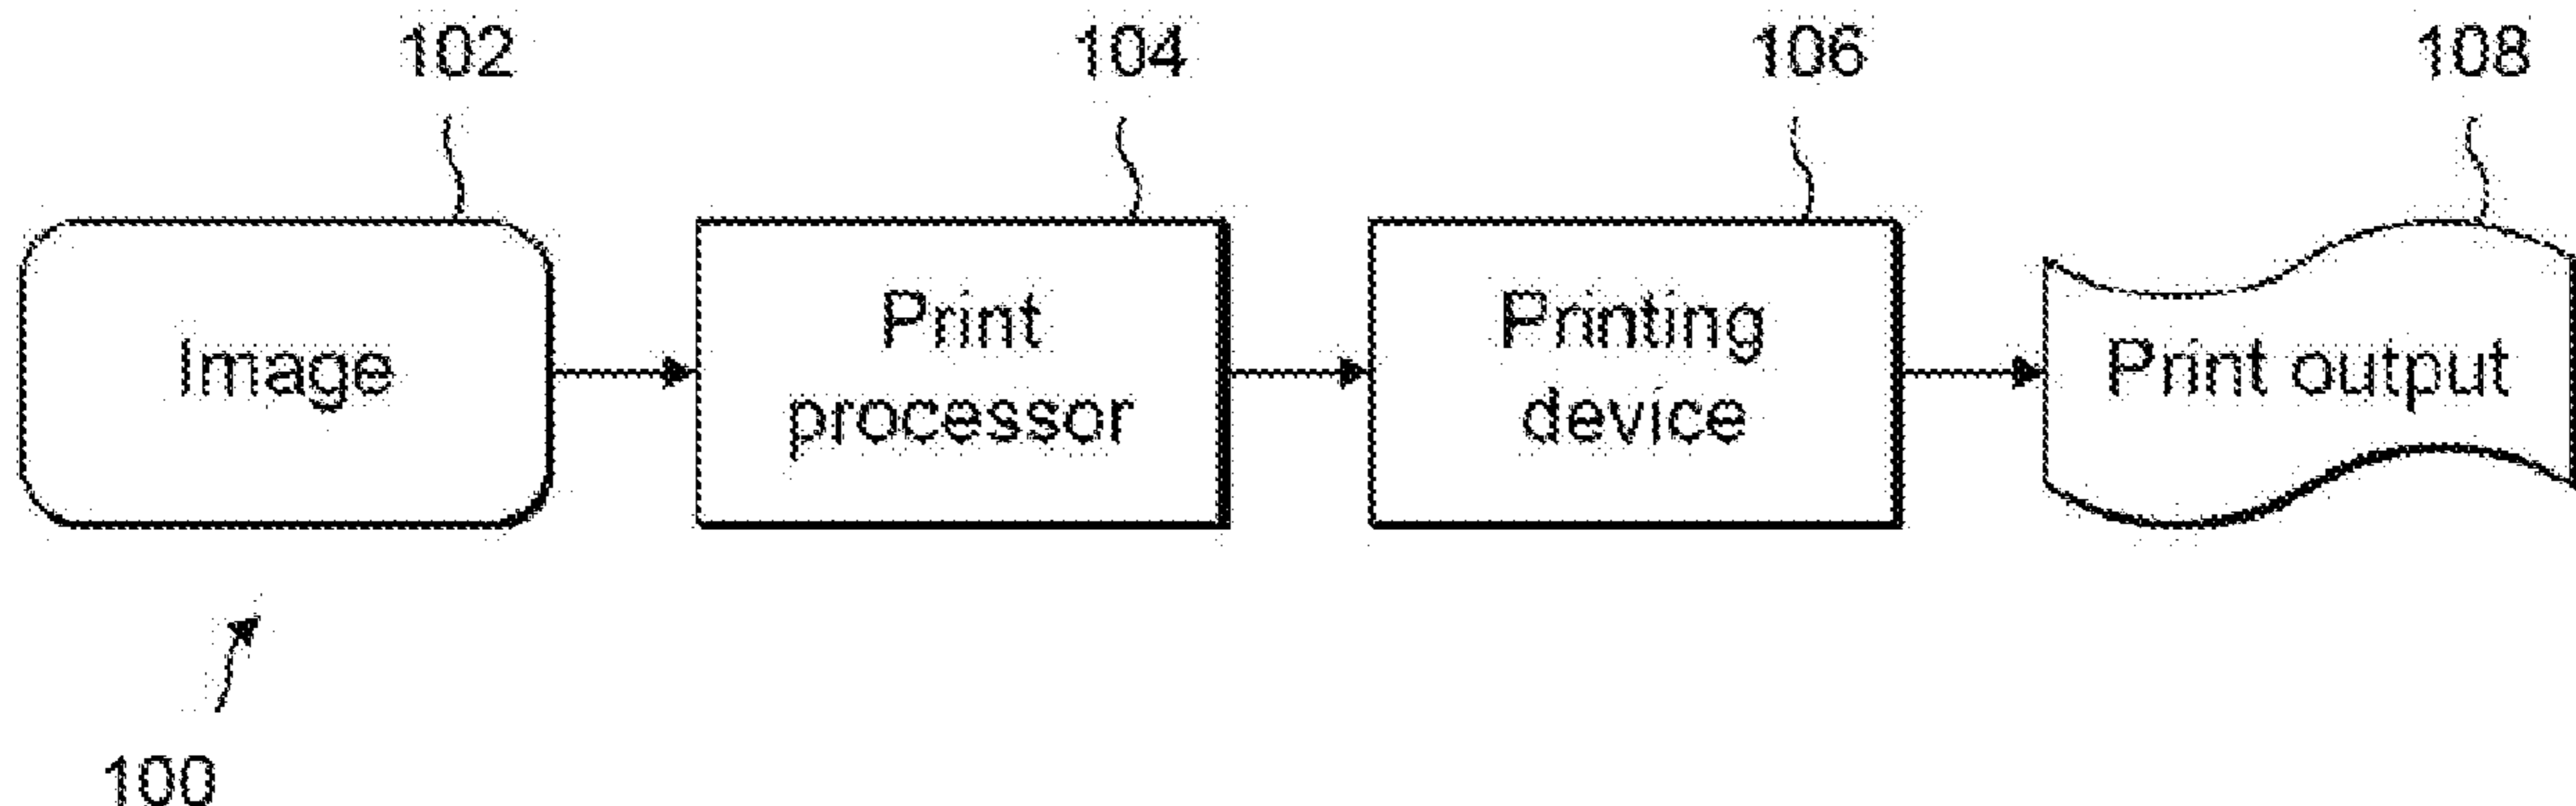 102
104
106
108
Image
Print
processor
Printing
device
Print output
100